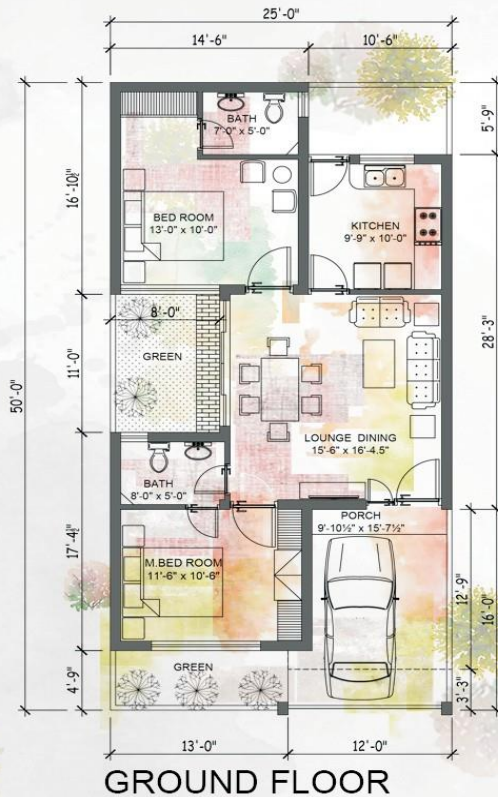 25'-0"
14'-6"
10'-6"
BATH
7'-0" x 5'-0"
5'-9"
16'-10½"
BED ROOM
13'-0" x 10'-0"
KITCHEN
9'-9" x 10'-0"
50'-0"
8'-0"
11'-0"
GREEN
28'-3"
LOUNGE DINING
15'-6" x 16'-4.5"
BATH
8'-0" x 5'-0"
PORCH
9'-10½" x 15'-7½"
17'-4½"
M.BED ROOM
11'-6" x 10'-6"
12'-9"
16'-0"
GREEN
4'-9"
3'-3"
13'-0"
12'-0"
GROUND FLOOR